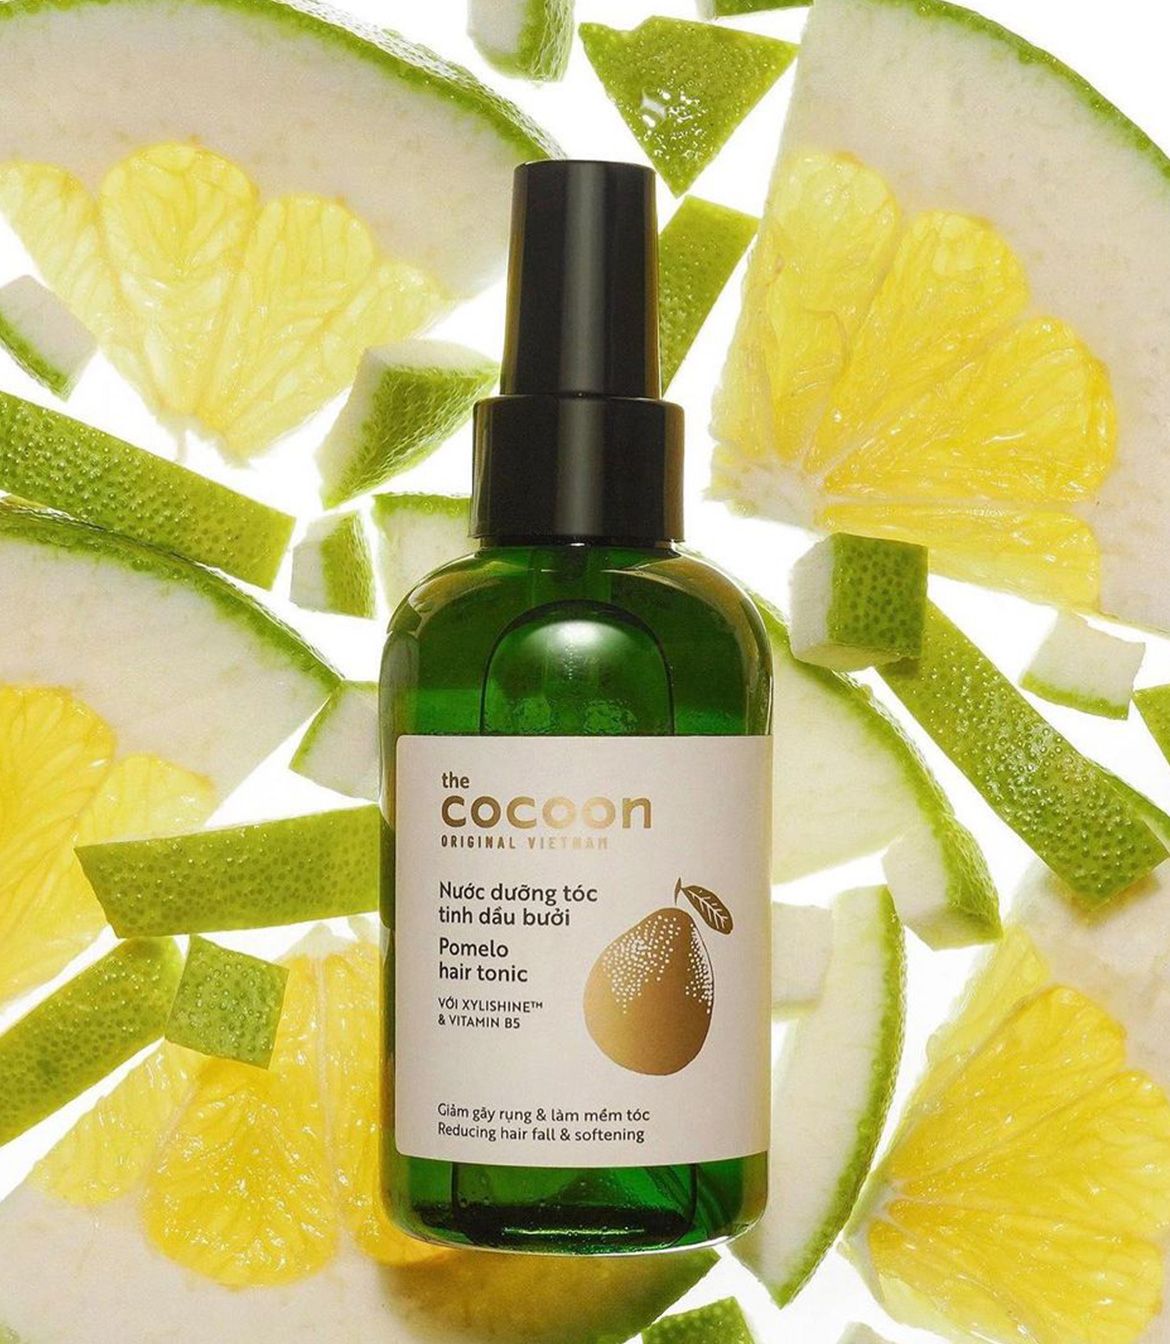 the
cocoon
ORIGINAL VIETNAM
Nước dưỡng tóc
tinh dầu bưởi
Pomelo
hair tonic
VỚI XYLISHINE™
& VITAMIN B5
Giảm gãy rụng & làm mềm tóc
Reducing hair fall & softening